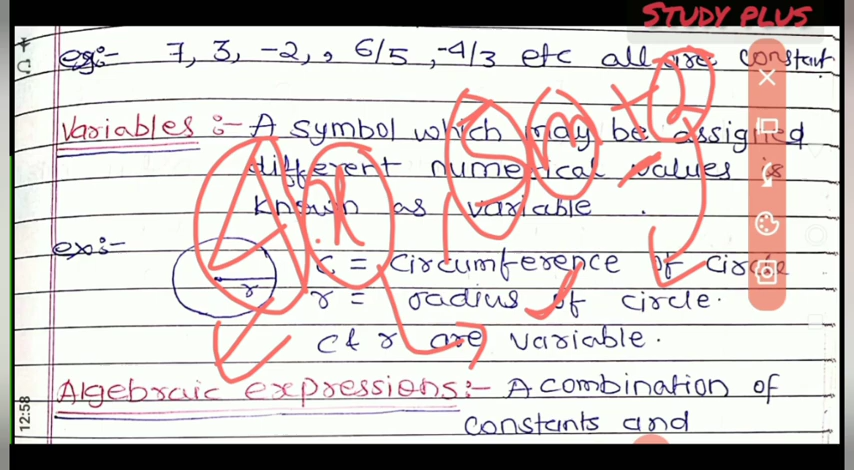 STUDY PLUS
eg:- 7, 3, -2, , 6/5 , -4/3 etc all are constant
Variables :- A symbol which may be assigned
different numerical values is
known as variable .
ex:-
c = circumference of circle
r
r = radius of circle.
c & r are variable.
Algebraic expressions:- A combination of
constants and
12:58